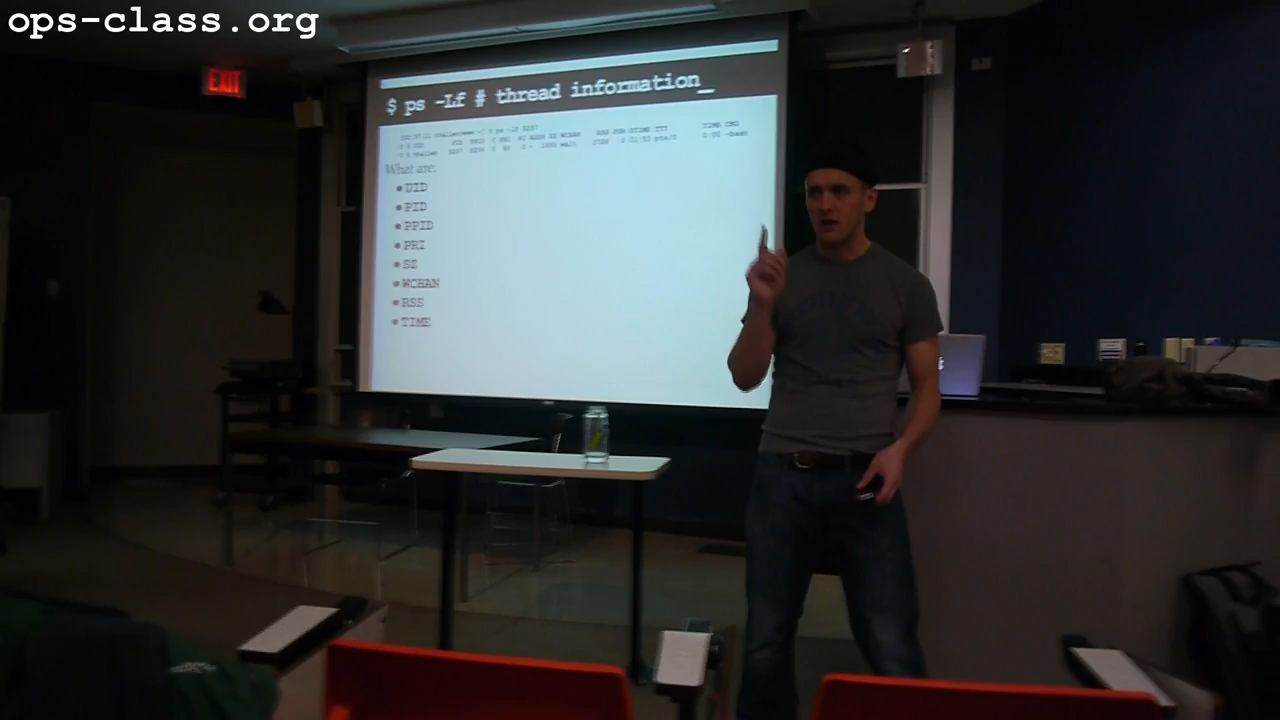 ops-class.org
EXIT
$ ps -Lf # thread information_
What are:
UID
PID
PPID
PRI
SZ
WCHAN
RSS
TIME